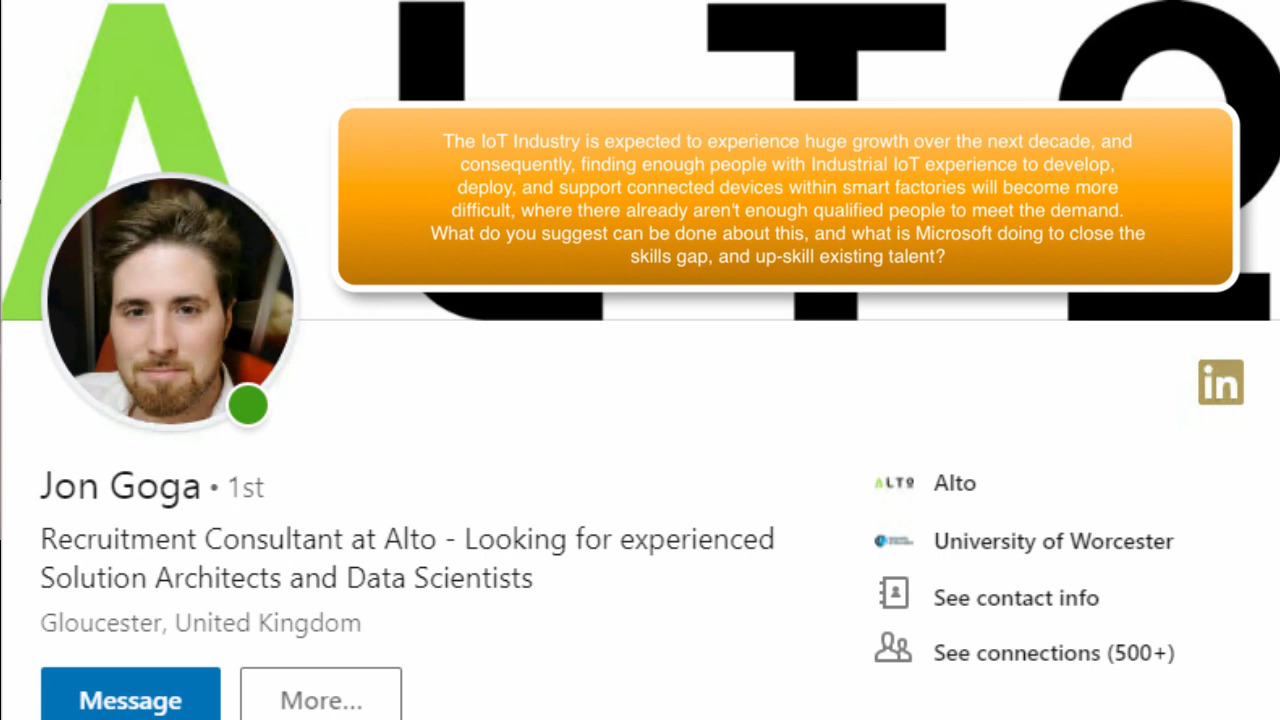 ALTO
The IoT Industry is expected to experience huge growth over the next decade, and
consequently, finding enough people with Industrial IoT experience to develop,
deploy, and support connected devices within smart factories will become more
difficult, where there already aren't enough qualified people to meet the demand.
What do you suggest can be done about this, and what is Microsoft doing to close the
skills gap, and up-skill existing talent?
in
Jon Goga • 1st
Recruitment Consultant at Alto - Looking for experienced
Solution Architects and Data Scientists
Gloucester, United Kingdom
Message
More...
ALTO Alto
University of Worcester
See contact info
See connections (500+)